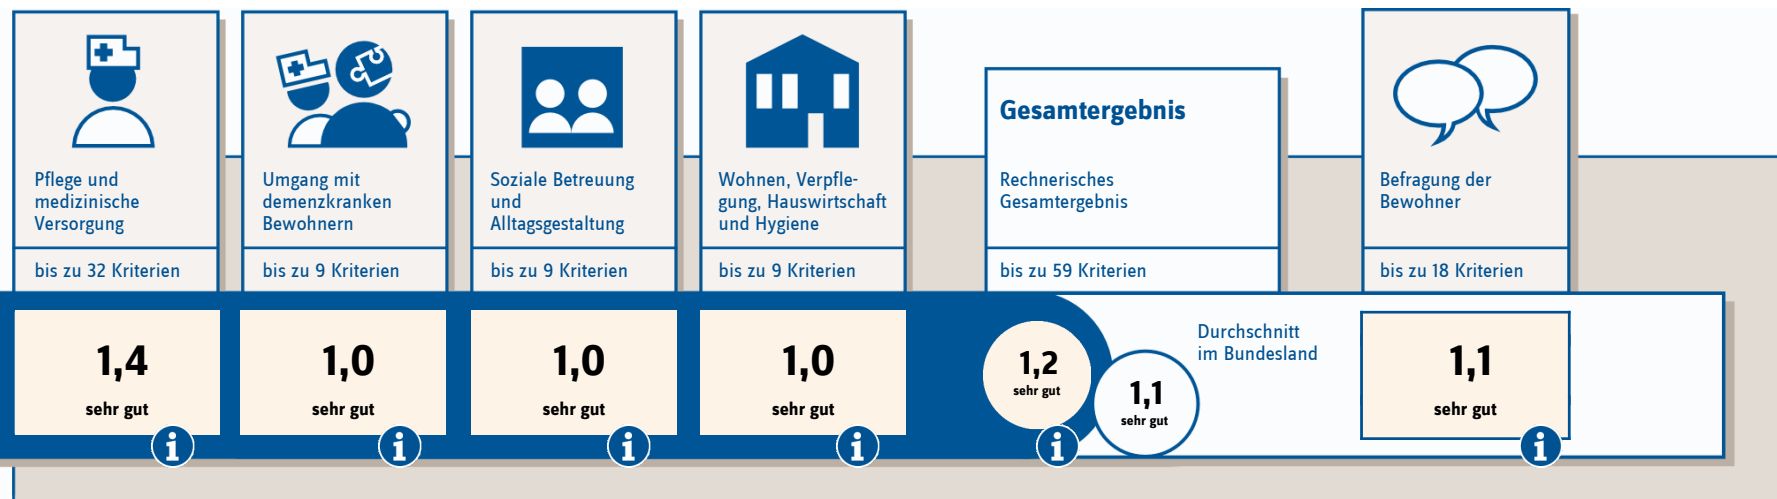 Pflege und
medizinische
Versorgung
bis zu 32 Kriterien
1,4
sehr gut
Umgang mit
demenzkranken
Bewohnern
bis zu 9 Kriterien
1,0
sehr gut
Soziale Betreuung
und
Alltagsgestaltung
bis zu 9 Kriterien
1,0
sehr gut
Wohnen, Verpfle-
gung, Hauswirtschaft
und Hygiene
bis zu 9 Kriterien
1,0
sehr gut
Gesamtergebnis
Rechnerisches
Gesamtergebnis
bis zu 59 Kriterien
1,2
sehr gut
1,1
sehr gut
Durchschnitt
im Bundesland
Befragung der
Bewohner
bis zu 18 Kriterien
1,1
sehr gut